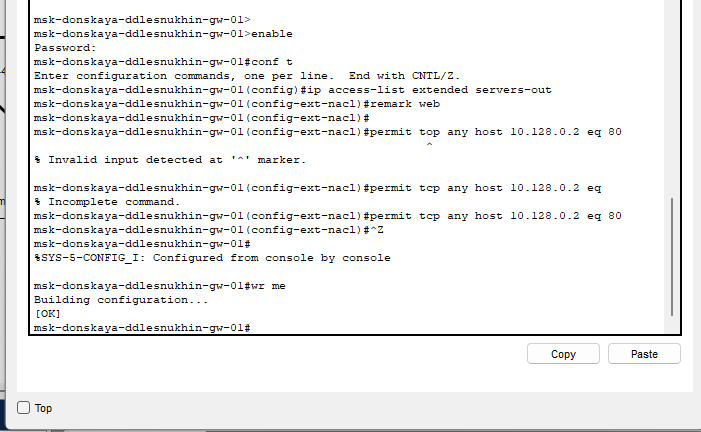 msk-donskaya-ddlesnukhin-gw-01>
msk-donskaya-ddlesnukhin-gw-01>enable
Password:
msk-donskaya-ddlesnukhin-gw-01#conf t
Enter configuration commands, one per line.  End with CNTL/Z.
msk-donskaya-ddlesnukhin-gw-01(config)#ip access-list extended servers-out
msk-donskaya-ddlesnukhin-gw-01(config-ext-nacl)#remark web
msk-donskaya-ddlesnukhin-gw-01(config-ext-nacl)#
msk-donskaya-ddlesnukhin-gw-01(config-ext-nacl)#permit top any host 10.128.0.2 eq 80
^
% Invalid input detected at '^' marker.
msk-donskaya-ddlesnukhin-gw-01(config-ext-nacl)#permit tcp any host 10.128.0.2 eq
% Incomplete command.
msk-donskaya-ddlesnukhin-gw-01(config-ext-nacl)#permit tcp any host 10.128.0.2 eq 80
msk-donskaya-ddlesnukhin-gw-01(config-ext-nacl)#^Z
msk-donskaya-ddlesnukhin-gw-01#
%SYS-5-CONFIG_I: Configured from console by console
msk-donskaya-ddlesnukhin-gw-01#wr me
Building configuration...
[OK]
msk-donskaya-ddlesnukhin-gw-01#
Copy
Paste
Top